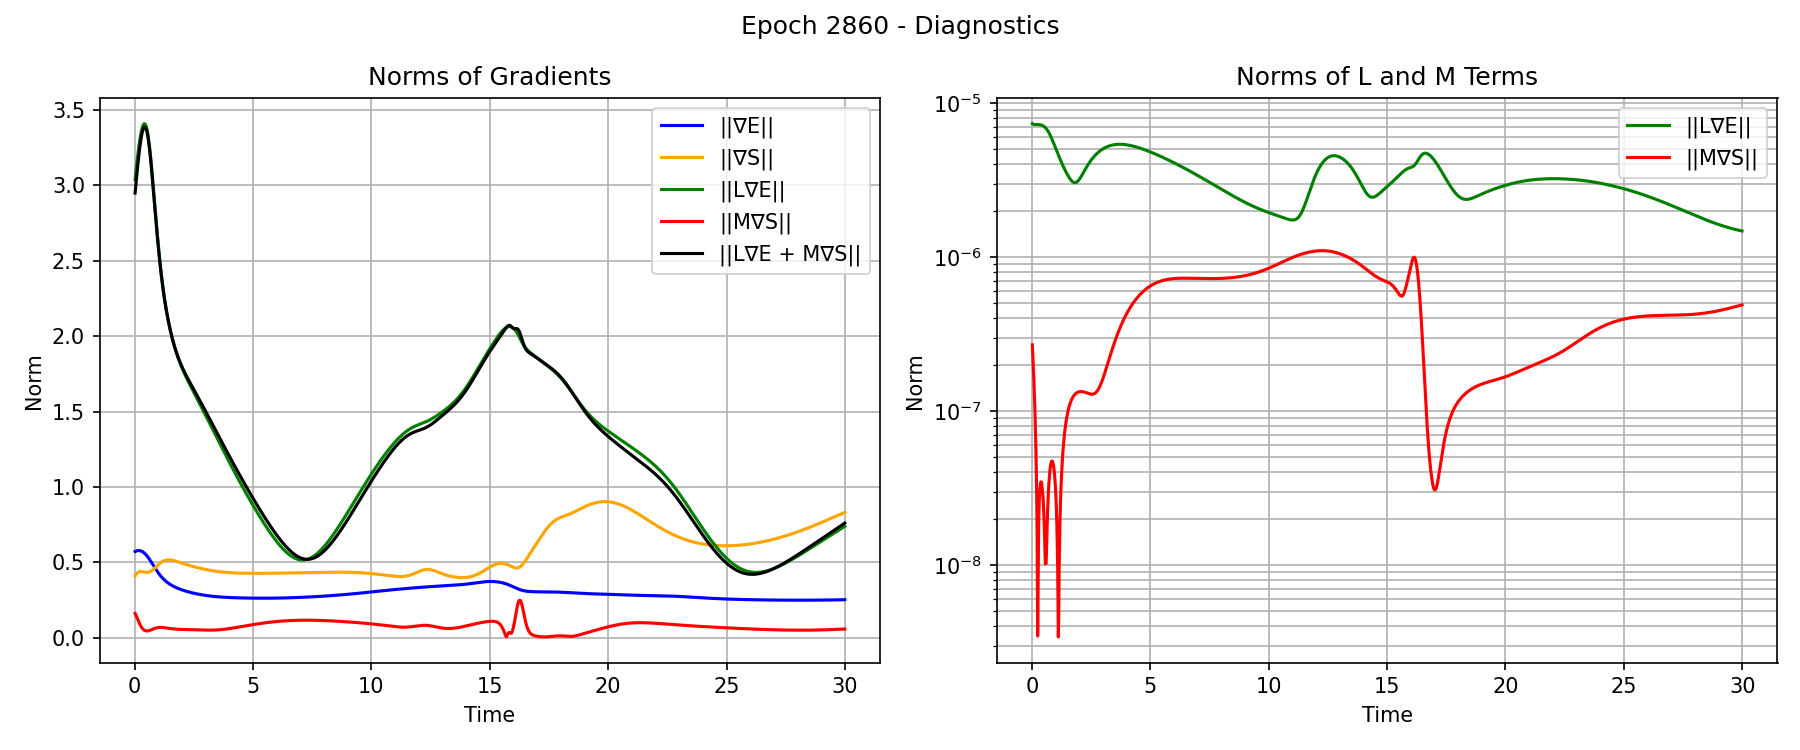 Epoch 2860 - Diagnostics
Norms of Gradients
Norm
3.5
3.0
2.5
2.0
1.5
1.0
0.5
0.0
0 5 10 15 20 25 30
Time
||∇E||
||∇S||
||L∇E||
||M∇S||
||L∇E + M∇S||
Norms of L and M Terms
Norm
10⁻⁵
10⁻⁶
10⁻⁷
10⁻⁸
0 5 10 15 20 25 30
Time
||L∇E||
||M∇S||